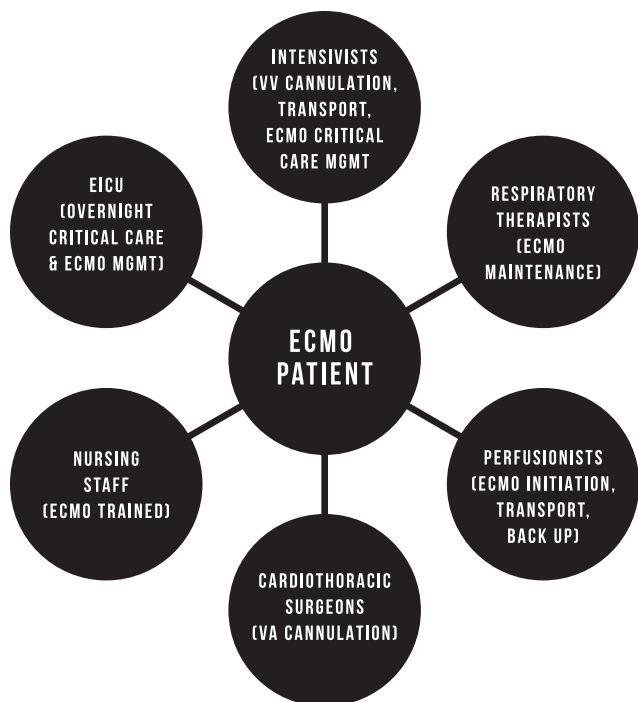 INTENSIVISTS
(VV CANNULATION,
TRANSPORT,
ECMO CRITICAL
CARE MGMT
EICU
(OVERNIGHT
CRITICAL CARE
& ECMO MGMT)
RESPIRATORY
THERAPISTS
(ECMO
MAINTENANCE)
ECMO
PATIENT
NURSING
STAFF
(ECMO TRAINED)
PERFUSIONISTS
(ECMO INITIATION,
TRANSPORT,
BACK UP)
CARDIOTHORACIC
SURGEONS
(VA CANNULATION)